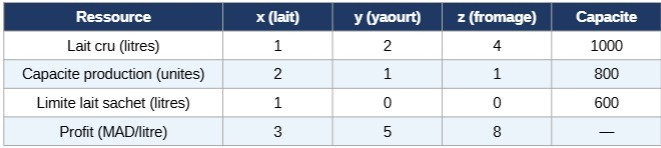 Ressource x (lait) y (yaourt) z (fromage) Capacite
Lait cru (litres) 1 2 4 1000
Capacite production (unites) 2 1 1 800
Limite lait sachet (litres) 1 0 0 600
Profit (MAD/litre) 3 5 8 —